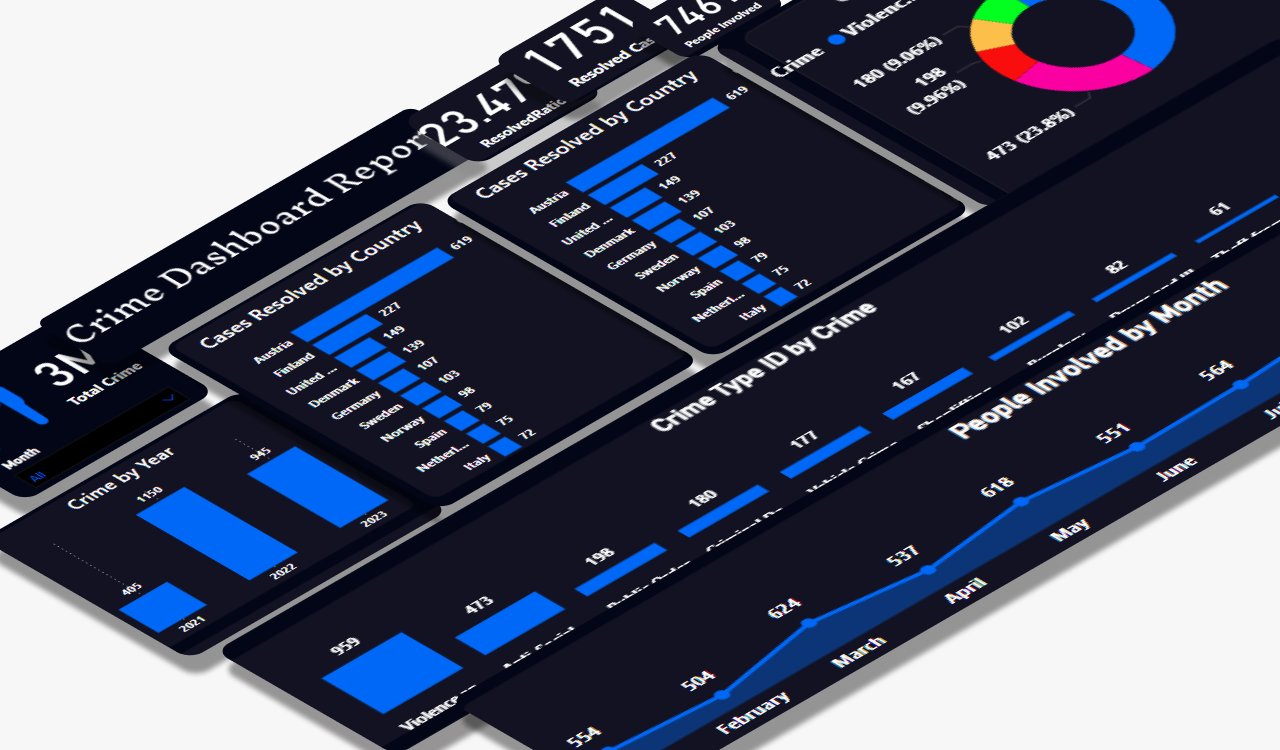 Crime Dashboard Report
3M
Total Crime
Month
All
23.47
1751
Resolved
746
People Involved
Crime
180 (9.06%)
198
(9.96%)
473 (23.8%)
Cases Resolved by Country
619
227
149
139
107
103
98
79
75
72
Austria
Finland
United ...
Denmark
Germany
Sweden
Norway
Spain
Netherl...
Italy
Cases Resolved by Country
619
227
149
139
107
103
98
79
75
72
Austria
Finland
United ...
Denmark
Germany
Sweden
Norway
Spain
Netherl...
Italy
Crime by Year
405
1150
945
2021
2022
2023
Crime Type ID by Crime
959
473
198
180
177
167
102
82
61
Violence
People Involved by Month
554
504
624
537
618
551
564
February
March
April
May
June